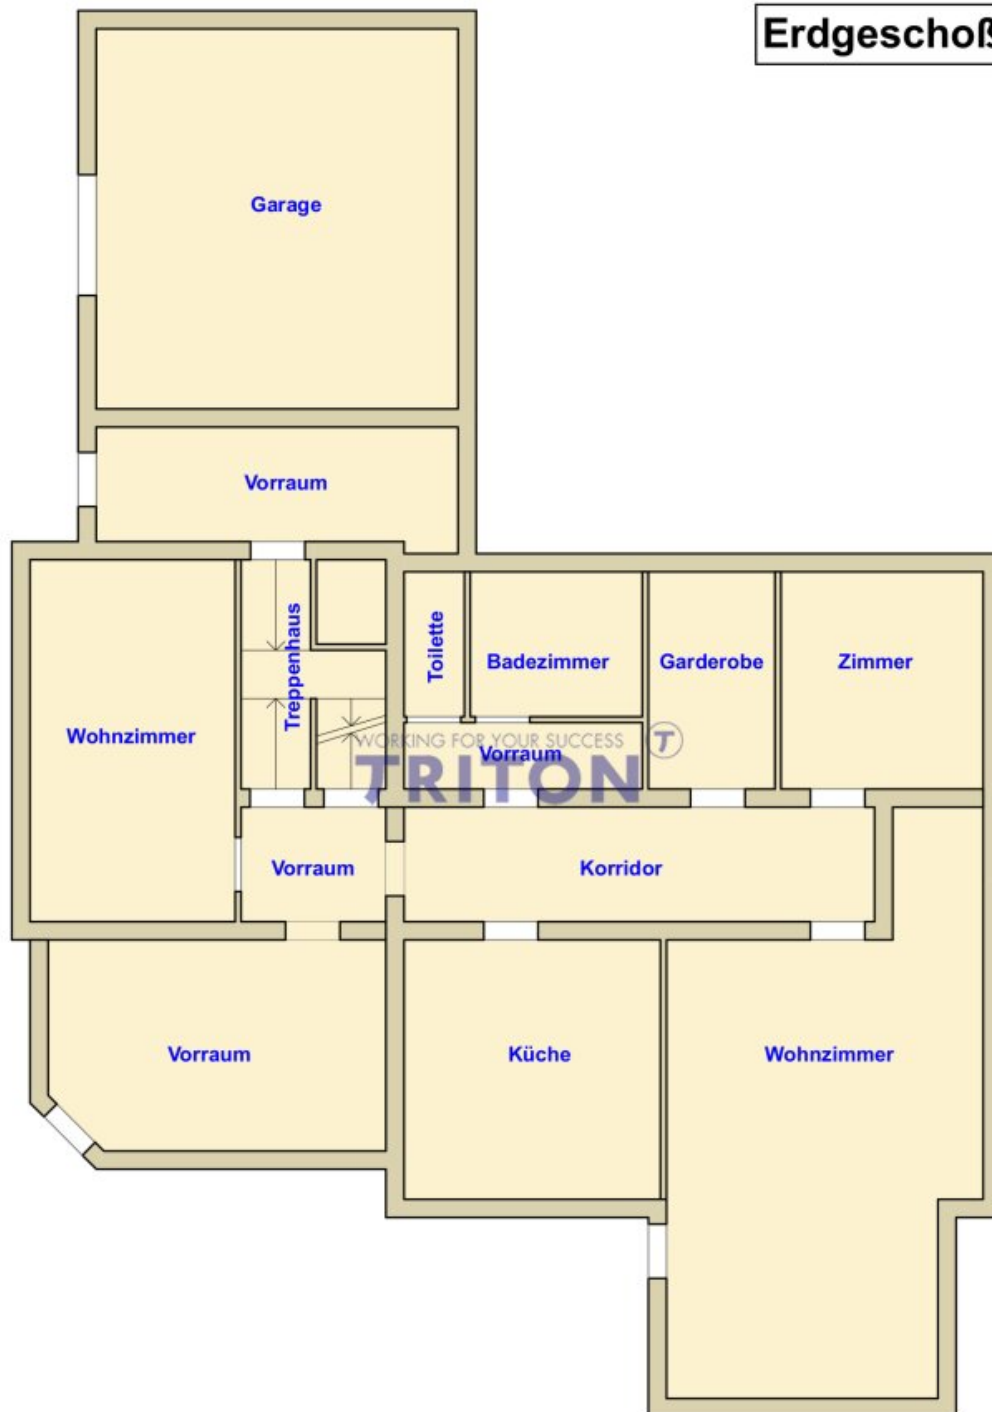 Erdgeschoß
Garage
Vorraum
Treppenhaus
Toilette
Badezimmer
Garderobe
Zimmer
Wohnzimmer
WORKING FOR YOUR SUCCESS
T
Vorraum
TRITON
Vorraum
Korridor
Vorraum
Küche
Wohnzimmer